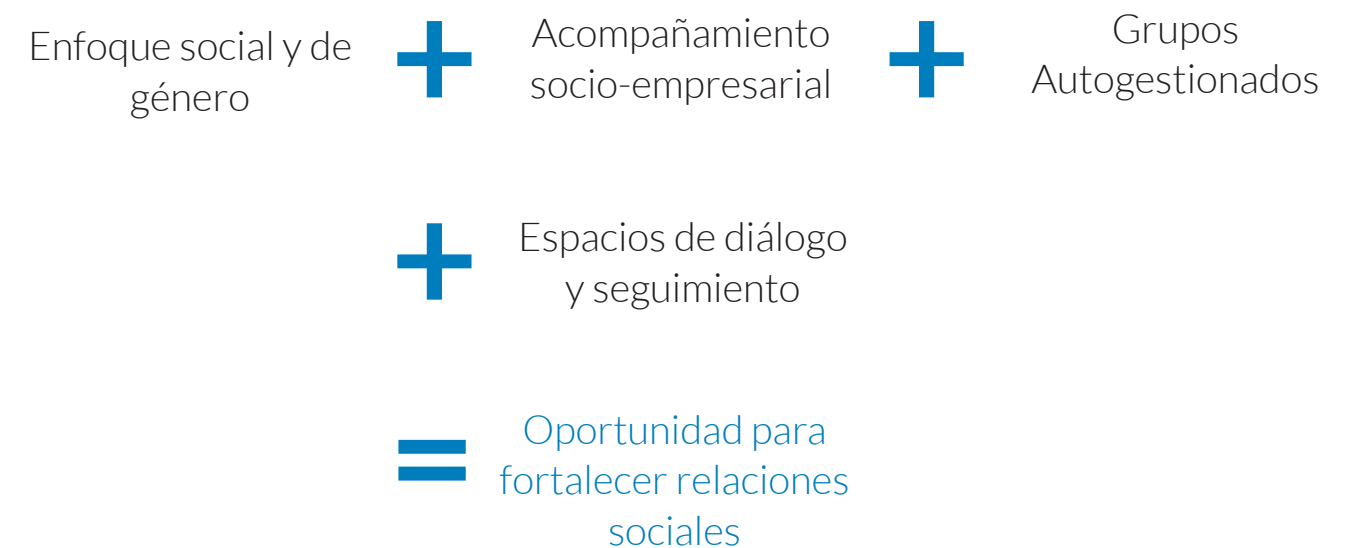 Enfoque social y de
género
+
Acompañamiento
socio-empresarial
+
Grupos
Autogestionados
+
Espacios de diálogo
y seguimiento
=
Oportunidad para
fortalecer relaciones
sociales